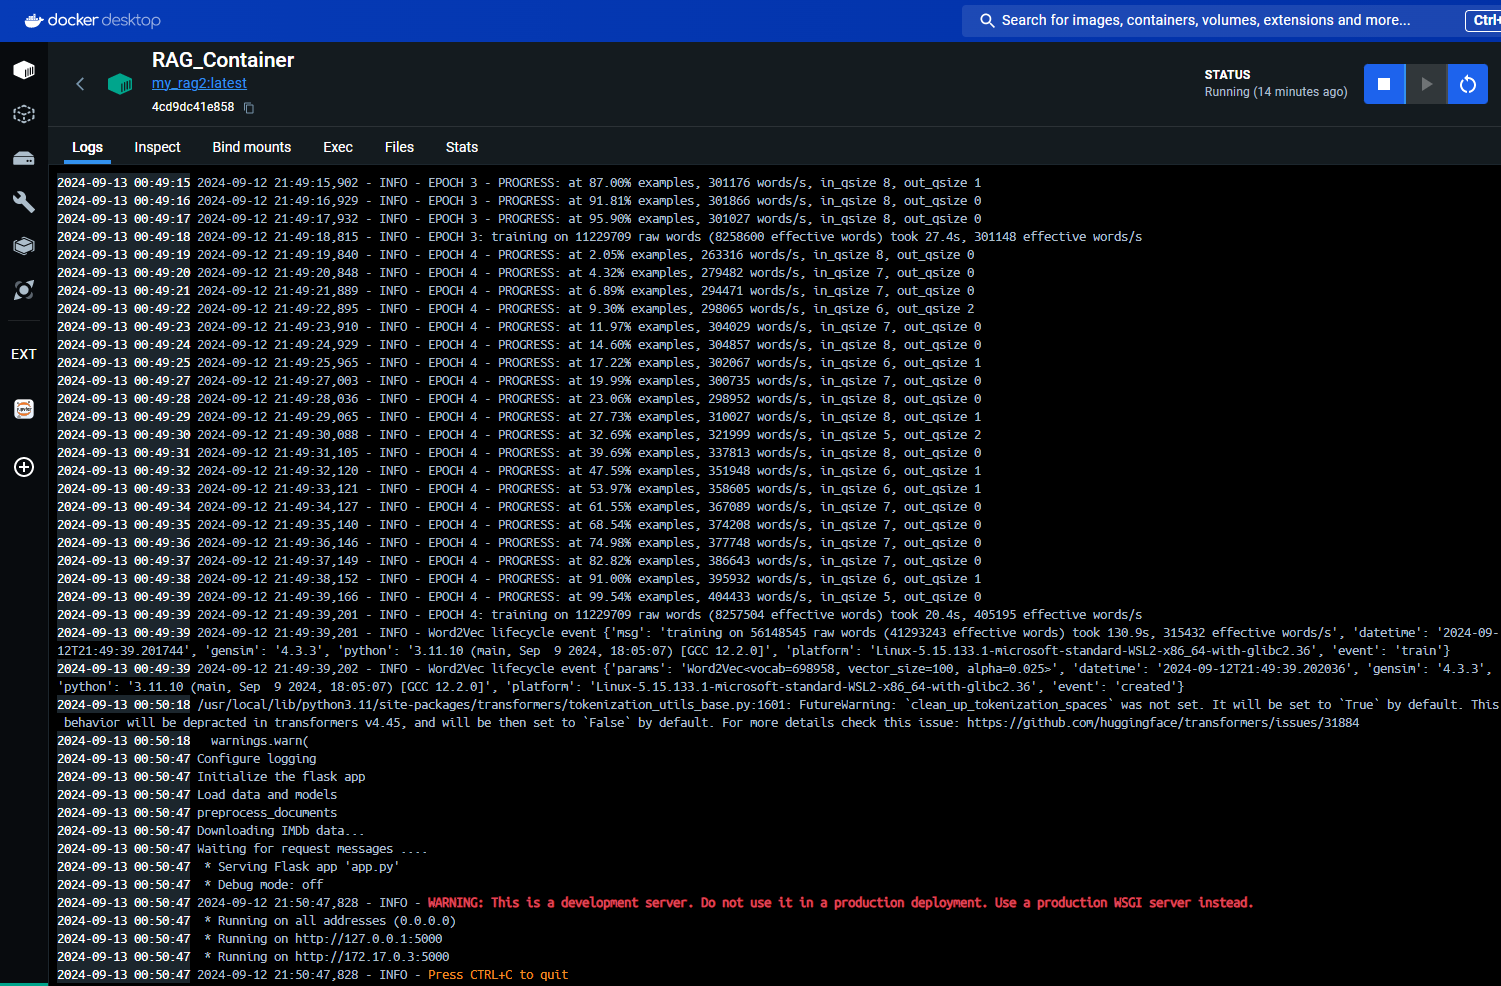 docker desktop
Search for images, containers, volumes, extensions and more...
Ctrl+
RAG_Container
my_rag2:latest
4cd9dc41e858
STATUS
Running (14 minutes ago)
Logs Inspect Bind mounts Exec Files Stats
EXT
2024-09-13 00:49:15 2024-09-12 21:49:15,902 - INFO - EPOCH 3 - PROGRESS: at 87.00% examples, 301176 words/s, in_qsize 8, out_qsize 1
2024-09-13 00:49:16 2024-09-12 21:49:16,929 - INFO - EPOCH 3 - PROGRESS: at 91.81% examples, 301866 words/s, in_qsize 8, out_qsize 0
2024-09-13 00:49:17 2024-09-12 21:49:17,932 - INFO - EPOCH 3 - PROGRESS: at 95.90% examples, 301027 words/s, in_qsize 8, out_qsize 0
2024-09-13 00:49:18 2024-09-12 21:49:18,815 - INFO - EPOCH 3: training on 11229709 raw words (8258600 effective words) took 27.4s, 301148 effective words/s
2024-09-13 00:49:19 2024-09-12 21:49:19,840 - INFO - EPOCH 4 - PROGRESS: at 2.05% examples, 263316 words/s, in_qsize 8, out_qsize 0
2024-09-13 00:49:20 2024-09-12 21:49:20,848 - INFO - EPOCH 4 - PROGRESS: at 4.32% examples, 279482 words/s, in_qsize 7, out_qsize 0
2024-09-13 00:49:21 2024-09-12 21:49:21,889 - INFO - EPOCH 4 - PROGRESS: at 6.89% examples, 294471 words/s, in_qsize 7, out_qsize 0
2024-09-13 00:49:22 2024-09-12 21:49:22,895 - INFO - EPOCH 4 - PROGRESS: at 9.30% examples, 298065 words/s, in_qsize 6, out_qsize 2
2024-09-13 00:49:23 2024-09-12 21:49:23,910 - INFO - EPOCH 4 - PROGRESS: at 11.97% examples, 304029 words/s, in_qsize 7, out_qsize 0
2024-09-13 00:49:24 2024-09-12 21:49:24,929 - INFO - EPOCH 4 - PROGRESS: at 14.60% examples, 304857 words/s, in_qsize 8, out_qsize 0
2024-09-13 00:49:25 2024-09-12 21:49:25,965 - INFO - EPOCH 4 - PROGRESS: at 17.22% examples, 302067 words/s, in_qsize 6, out_qsize 1
2024-09-13 00:49:27 2024-09-12 21:49:27,003 - INFO - EPOCH 4 - PROGRESS: at 19.99% examples, 300735 words/s, in_qsize 7, out_qsize 0
2024-09-13 00:49:28 2024-09-12 21:49:28,036 - INFO - EPOCH 4 - PROGRESS: at 23.06% examples, 298952 words/s, in_qsize 8, out_qsize 0
2024-09-13 00:49:29 2024-09-12 21:49:29,065 - INFO - EPOCH 4 - PROGRESS: at 27.73% examples, 310027 words/s, in_qsize 8, out_qsize 1
2024-09-13 00:49:30 2024-09-12 21:49:30,088 - INFO - EPOCH 4 - PROGRESS: at 32.69% examples, 321999 words/s, in_qsize 5, out_qsize 2
2024-09-13 00:49:31 2024-09-12 21:49:31,105 - INFO - EPOCH 4 - PROGRESS: at 39.69% examples, 337813 words/s, in_qsize 8, out_qsize 0
2024-09-13 00:49:32 2024-09-12 21:49:32,120 - INFO - EPOCH 4 - PROGRESS: at 47.59% examples, 351948 words/s, in_qsize 6, out_qsize 1
2024-09-13 00:49:33 2024-09-12 21:49:33,121 - INFO - EPOCH 4 - PROGRESS: at 53.97% examples, 358605 words/s, in_qsize 6, out_qsize 1
2024-09-13 00:49:34 2024-09-12 21:49:34,127 - INFO - EPOCH 4 - PROGRESS: at 61.55% examples, 367089 words/s, in_qsize 7, out_qsize 0
2024-09-13 00:49:35 2024-09-12 21:49:35,140 - INFO - EPOCH 4 - PROGRESS: at 68.54% examples, 374208 words/s, in_qsize 7, out_qsize 0
2024-09-13 00:49:36 2024-09-12 21:49:36,146 - INFO - EPOCH 4 - PROGRESS: at 74.98% examples, 377748 words/s, in_qsize 7, out_qsize 0
2024-09-13 00:49:37 2024-09-12 21:49:37,149 - INFO - EPOCH 4 - PROGRESS: at 82.82% examples, 386643 words/s, in_qsize 7, out_qsize 0
2024-09-13 00:49:38 2024-09-12 21:49:38,152 - INFO - EPOCH 4 - PROGRESS: at 91.00% examples, 395932 words/s, in_qsize 6, out_qsize 1
2024-09-13 00:49:39 2024-09-12 21:49:39,166 - INFO - EPOCH 4 - PROGRESS: at 99.54% examples, 404433 words/s, in_qsize 5, out_qsize 0
2024-09-13 00:49:39 2024-09-12 21:49:39,201 - INFO - EPOCH 4: training on 11229709 raw words (8257504 effective words) took 20.4s, 405195 effective words/s
2024-09-13 00:49:39 2024-09-12 21:49:39,201 - INFO - Word2Vec lifecycle event {'msg': 'training on 56148545 raw words (41293243 effective words) took 130.9s, 315432 effective words/s', 'datetime': '2024-09-
12T21:49:39.201744', 'gensim': '4.3.3', 'python': '3.11.10 (main, Sep  9 2024, 18:05:07) [GCC 12.2.0]', 'platform': 'Linux-5.15.133.1-microsoft-standard-WSL2-x86_64-with-glibc2.36', 'event': 'train'}
2024-09-13 00:49:39 2024-09-12 21:49:39,202 - INFO - Word2Vec lifecycle event {'params': 'Word2Vec<vocab=698958, vector_size=100, alpha=0.025>', 'datetime': '2024-09-12T21:49:39.202036', 'gensim': '4.3.3',
'python': '3.11.10 (main, Sep  9 2024, 18:05:07) [GCC 12.2.0]', 'platform': 'Linux-5.15.133.1-microsoft-standard-WSL2-x86_64-with-glibc2.36', 'event': 'created'}
2024-09-13 00:50:18 /usr/local/lib/python3.11/site-packages/transformers/tokenization_utils_base.py:1601: FutureWarning: `clean_up_tokenization_spaces` was not set. It will be set to `True` by default. This
behavior will be depracted in transformers v4.45, and will be then set to `False` by default. For more details check this issue: https://github.com/huggingface/transformers/issues/31884
2024-09-13 00:50:18   warnings.warn(
2024-09-13 00:50:47 Configure logging
2024-09-13 00:50:47 Initialize the flask app
2024-09-13 00:50:47 Load data and models
2024-09-13 00:50:47 preprocess_documents
2024-09-13 00:50:47 Downloading IMDb data...
2024-09-13 00:50:47 Waiting for request messages ....
2024-09-13 00:50:47  * Serving Flask app 'app.py'
2024-09-13 00:50:47  * Debug mode: off
2024-09-13 00:50:47 2024-09-12 21:50:47,828 - INFO - WARNING: This is a development server. Do not use it in a production deployment. Use a production WSGI server instead.
2024-09-13 00:50:47  * Running on all addresses (0.0.0.0)
2024-09-13 00:50:47  * Running on http://127.0.0.1:5000
2024-09-13 00:50:47  * Running on http://172.17.0.3:5000
2024-09-13 00:50:47 2024-09-12 21:50:47,828 - INFO - Press CTRL+C to quit